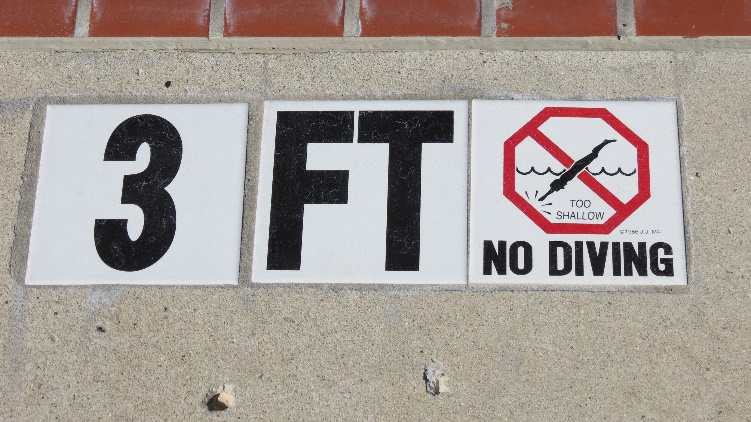 3 FT
TOO
SHALLOW
NO DIVING